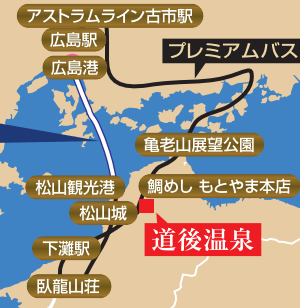 アストラムライン古市駅
広島駅
プレミアムバス
広島港
亀老山展望公園
松山観光港
鯛めし もとやま本店
松山城
道後温泉
下灘駅
臥龍山荘